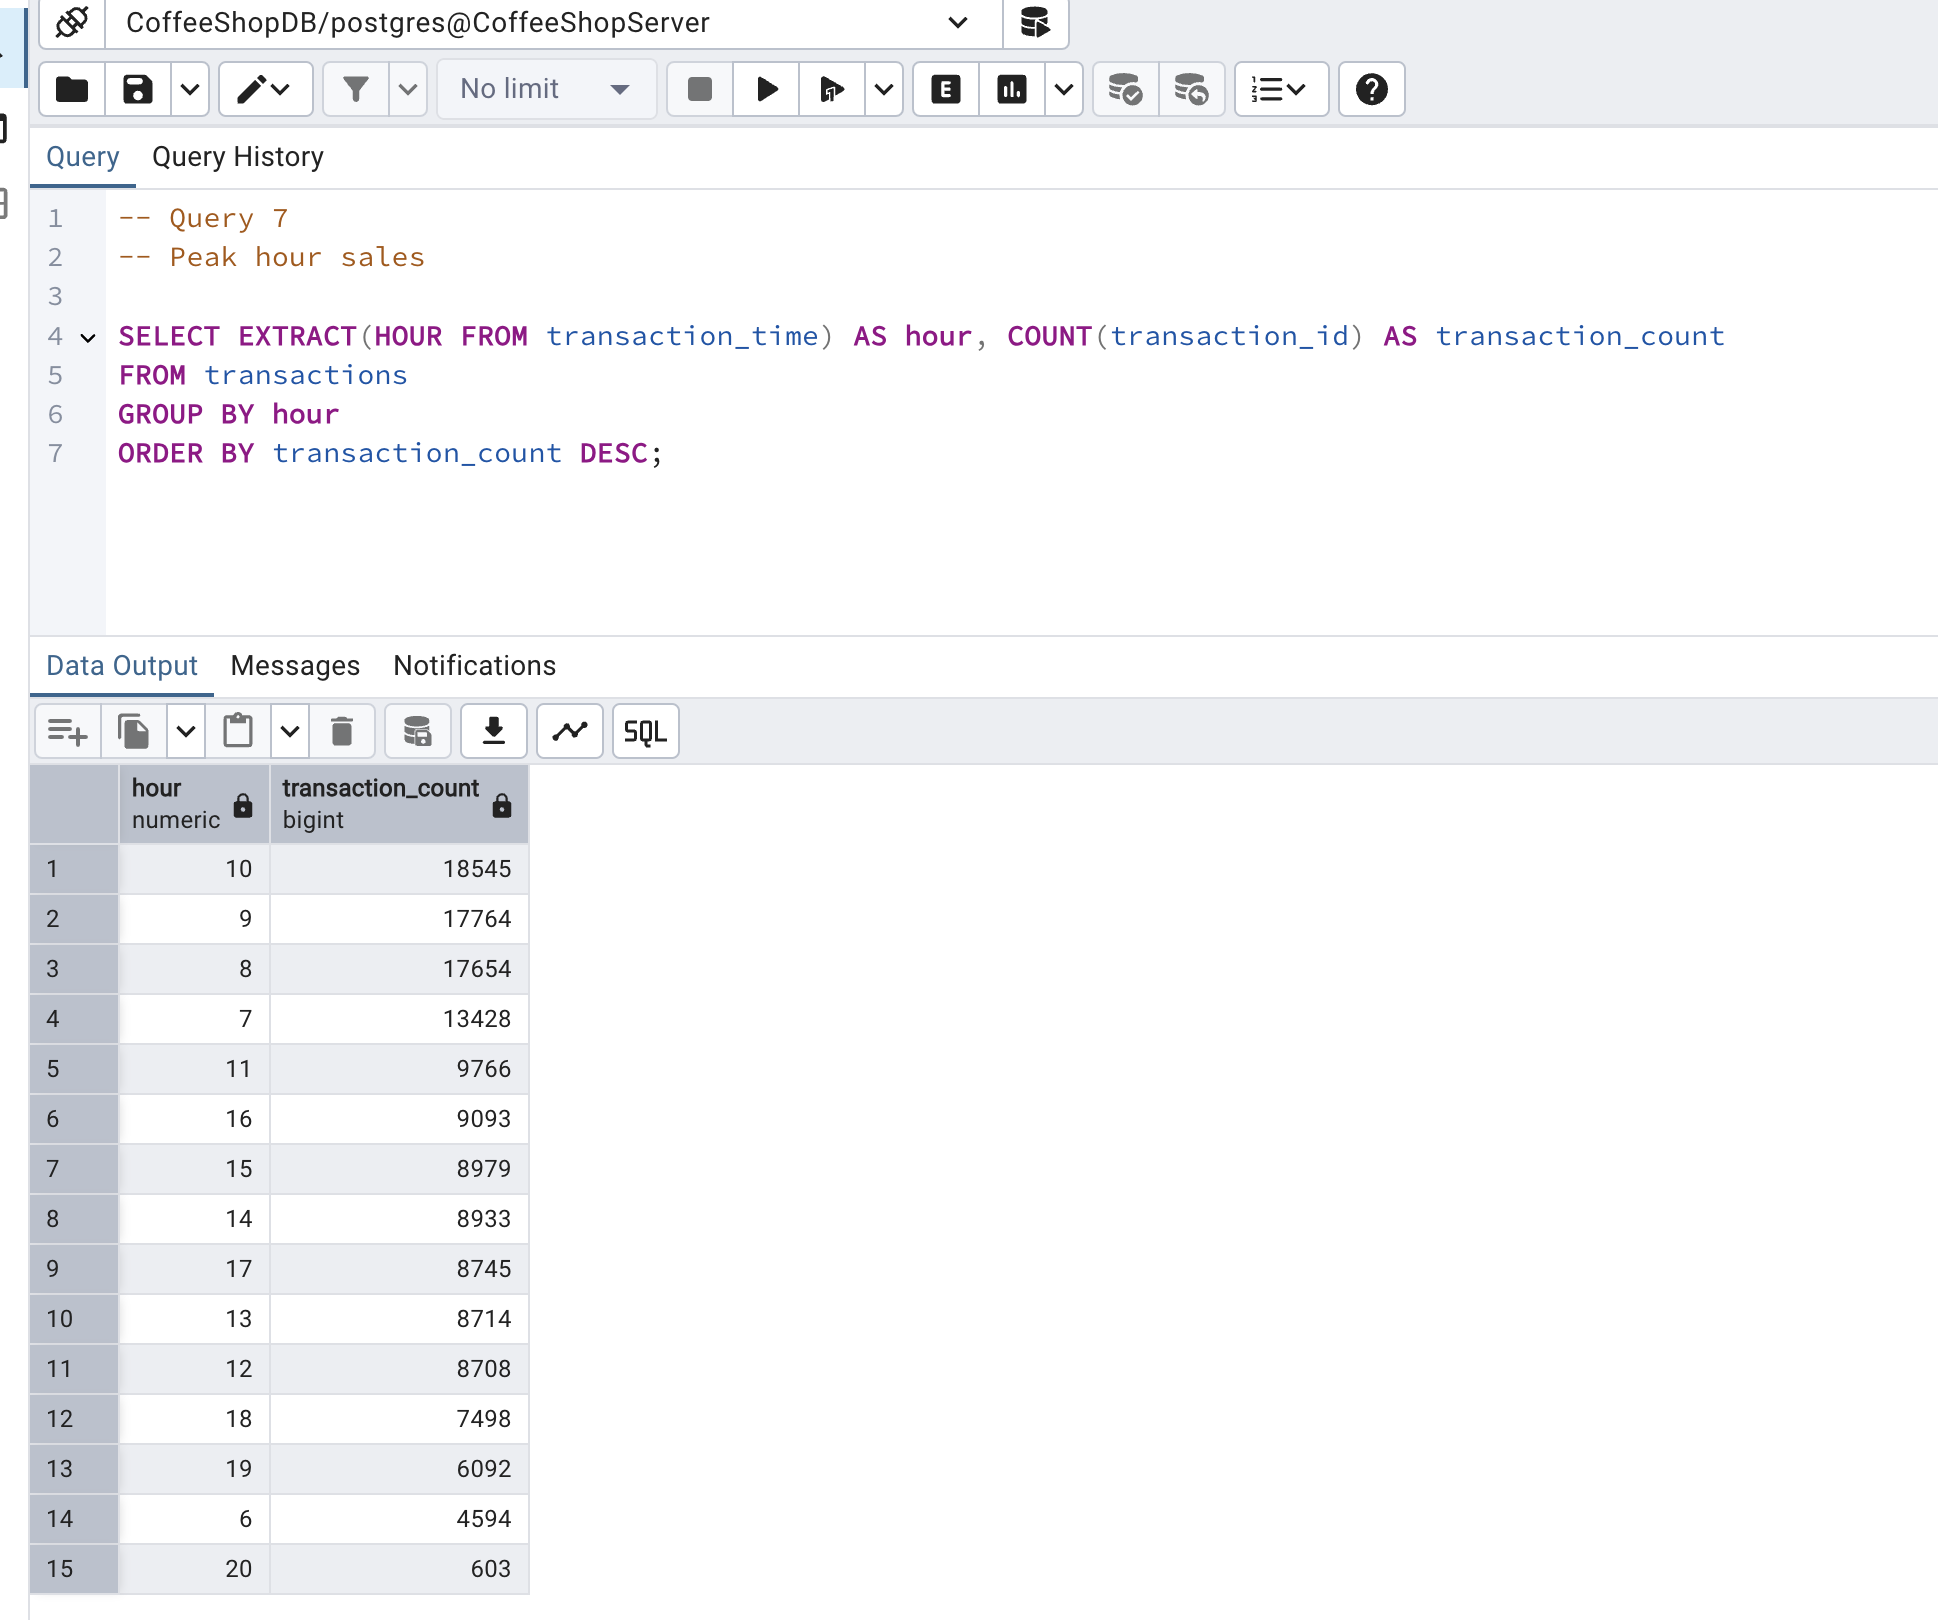 CoffeeShopDB/postgres@CoffeeShopServer
No limit
E
Query Query History
1 -- Query 7
2 -- Peak hour sales
3
4 SELECT EXTRACT(HOUR FROM transaction_time) AS hour, COUNT(transaction_id) AS transaction_count
5 FROM transactions
6 GROUP BY hour
7 ORDER BY transaction_count DESC;
Data Output Messages Notifications
SQL
hour transaction_count
numeric bigint
1 10 18545
2 9 17764
3 8 17654
4 7 13428
5 11 9766
6 16 9093
7 15 8979
8 14 8933
9 17 8745
10 13 8714
11 12 8708
12 18 7498
13 19 6092
14 6 4594
15 20 603